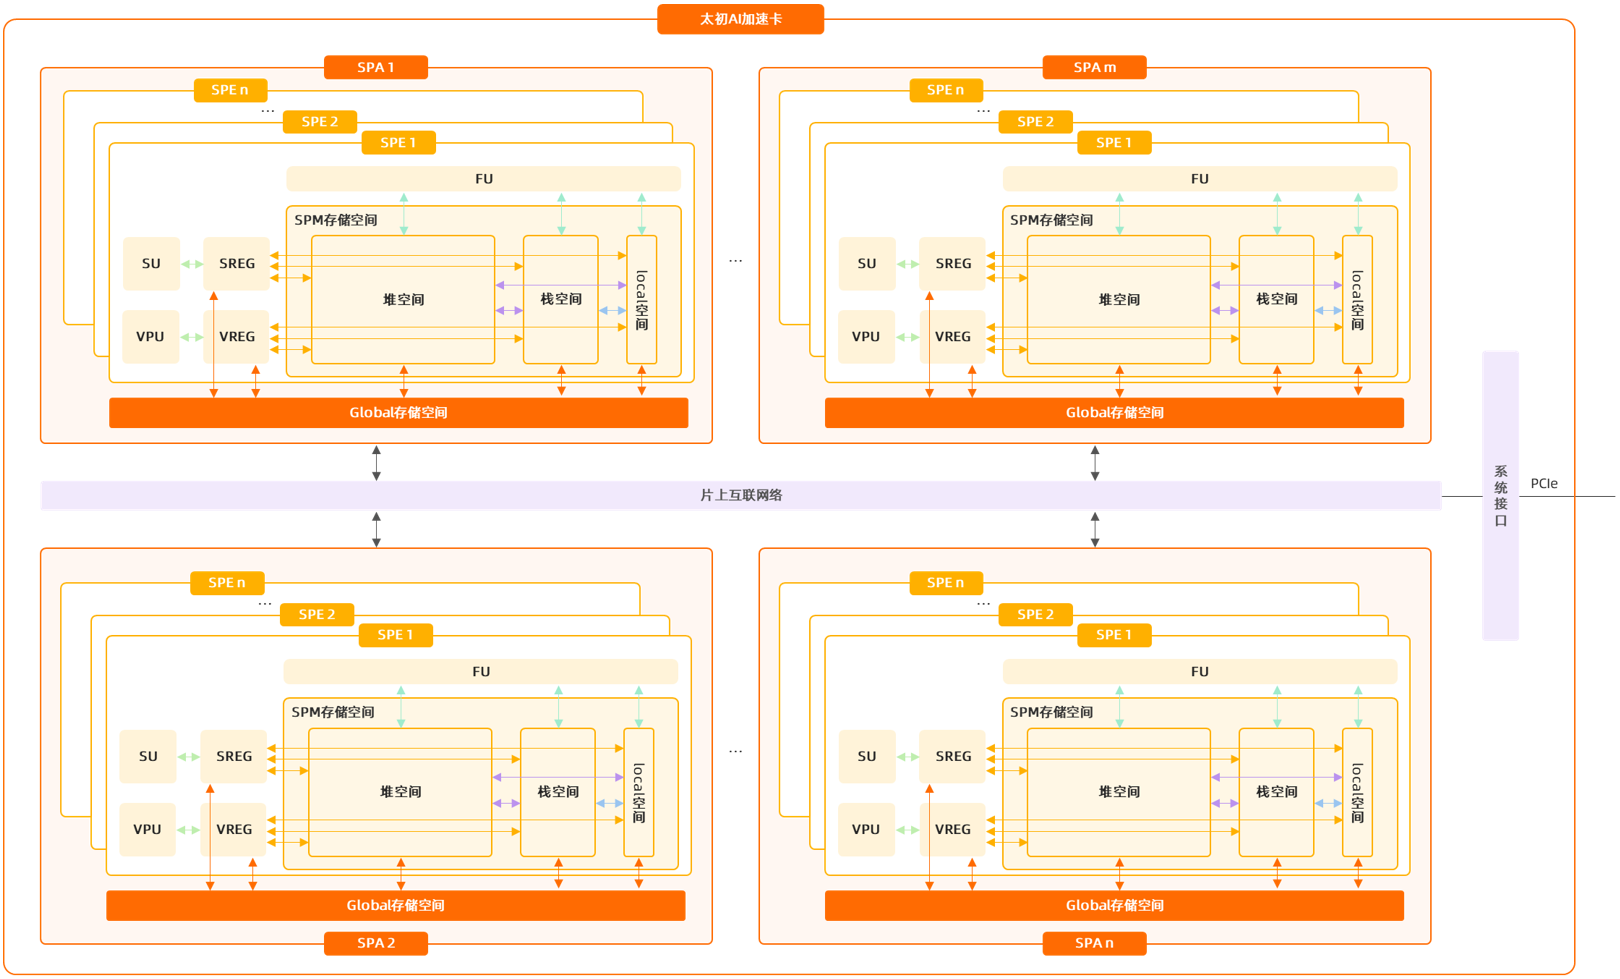 太初AI加速卡
SPA 1
SPE n
...
SPE 2
SPE 1
FU
SPM存储空间
SU
SREG
堆空间
栈空间
local空间
VPU
VREG
Global存储空间
...
SPA m
SPE n
...
SPE 2
SPE 1
FU
SPM存储空间
SU
SREG
堆空间
栈空间
local空间
VPU
VREG
Global存储空间
片上互联网络
系统接口
PCIe
SPE n
...
SPE 2
SPE 1
FU
SPM存储空间
SU
SREG
堆空间
栈空间
local空间
VPU
VREG
Global存储空间
SPA 2
...
SPE n
...
SPE 2
SPE 1
FU
SPM存储空间
SU
SREG
堆空间
栈空间
local空间
VPU
VREG
Global存储空间
SPA n